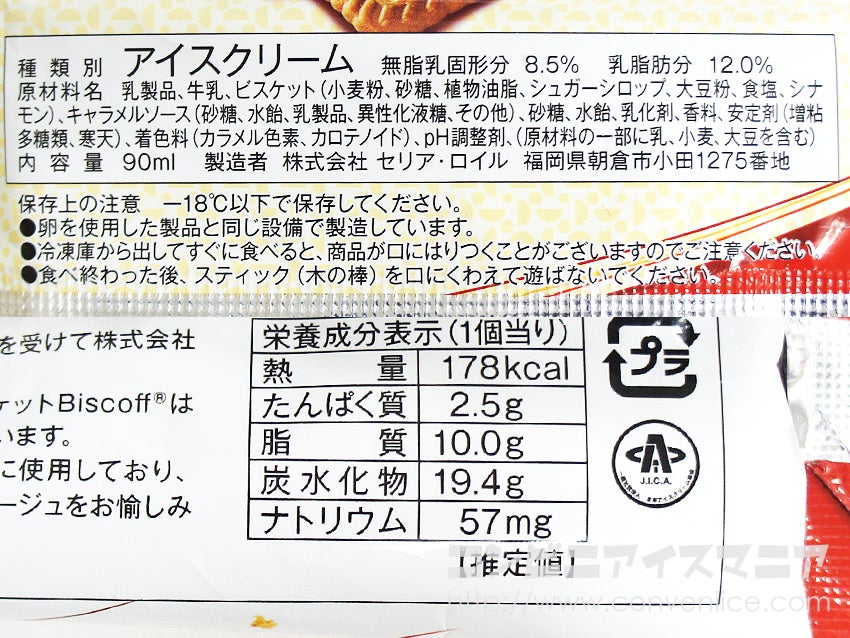 種類別 アイスクリーム 無脂乳固形分 8.5% 乳脂肪分 12.0%
原材料名 乳製品、牛乳、ビスケット(小麦粉、砂糖、植物油脂、シュガーシロップ、大豆粉、食塩、シナ
モン)、キャラメルソース(砂糖、水飴、乳製品、異性化液糖、その他)、砂糖、水飴、乳化剤、香料、安定剤(増粘
多糖類、寒天)、着色料(カラメル色素、カロテノイド)、pH調整剤、(原材料の一部に乳、小麦、大豆を含む)
内容量 90ml 製造者 株式会社 セリア・ロイル 福岡県朝倉市小田1275番地
保存上の注意 ー18℃以下で保存してください。
●卵を使用した製品と同じ設備で製造しています。
●冷凍庫から出してすぐに食べると、商品が口にはりつくことがございますのでご注意ください。
●食べ終わった後、スティック(木の棒)を口にくわえて遊ばないでください。
を受けて株式会社
ケットBiscoff®は
います。
に使用しており、
ージュをお愉しみ
栄養成分表示(1個当り)
熱量 178kcal
たんぱく質 2.5g
脂質 10.0g
炭水化物 19.4g
ナトリウム 57mg
【推定値】
プラ
J.I.C.A.
コンビニアイスマニア
http://www.conveniice.com